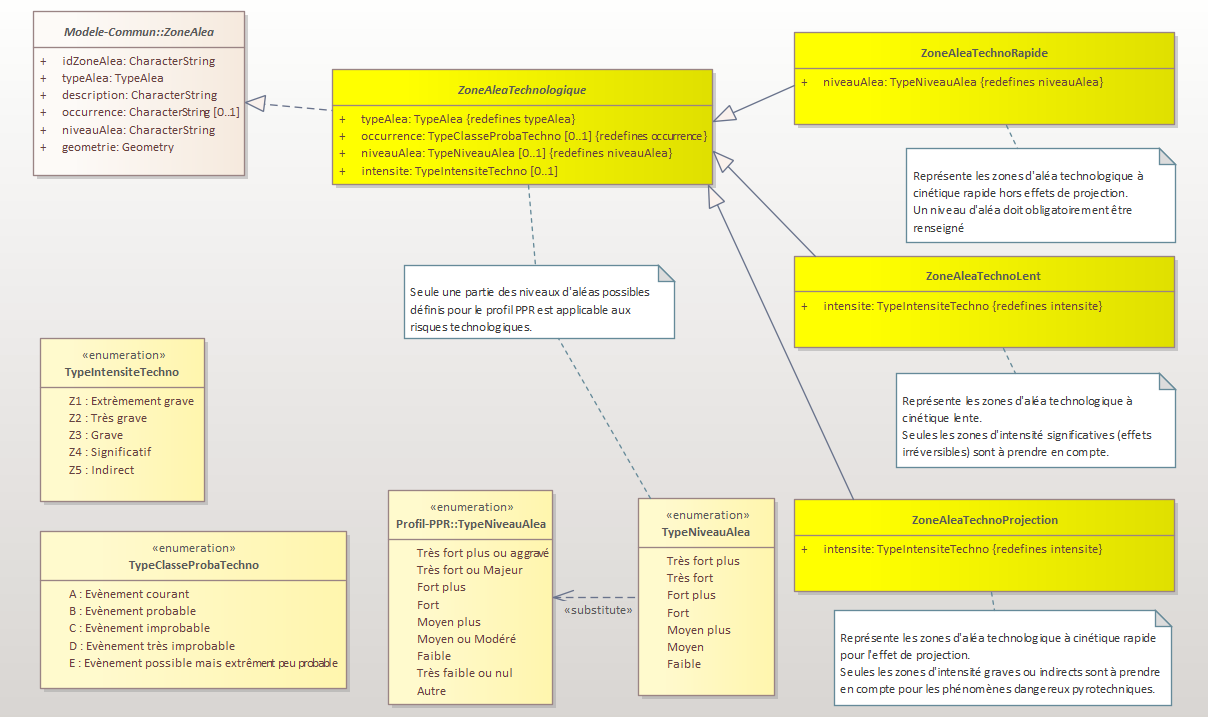 Modele-Commun::ZoneAlea
+ idZoneAlea: CharacterString
+ typeAlea: TypeAlea
+ description: CharacterString
+ occurrence: CharacterString [0..1]
+ niveauAlea: CharacterString
+ geometrie: Geometry
ZoneAleaTechnologique
+ typeAlea: TypeAlea {redefines typeAlea}
+ occurrence: TypeClasseProbaTechno [0..1] {redefines occurrence}
+ niveauAlea: TypeNiveauAlea [0..1] {redefines niveauAlea}
+ intensite: TypeIntensiteTechno [0..1]
ZoneAleaTechnoRapide
+ niveauAlea: TypeNiveauAlea {redefines niveauAlea}
Représente les zones d'aléa technologique à
cinétique rapide hors effets de projection.
Un niveau d'aléa doit obligatoirement être
renseigné
ZoneAleaTechnoLent
+ intensite: TypeIntensiteTechno {redefines intensite}
Seule une partie des niveaux d'aléas possibles
définis pour le profil PPR est applicable aux
risques technologiques.
Représente les zones d'aléa technologique à
cinétique lente.
Seules les zones d'intensité significatives (effets
irréversibles) sont à prendre en compte.
«enumeration»
TypeIntensiteTechno
Z1 : Extrèmement grave
Z2 : Très grave
Z3 : Grave
Z4 : Significatif
Z5 : Indirect
«enumeration»
TypeClasseProbaTechno
A : Evènement courant
B : Evènement probable
C : Evènement improbable
D : Evènement très improbable
E : Evènement possible mais extrêment peu probable
«enumeration»
Profil-PPR::TypeNiveauAlea
Très fort plus ou aggravé
Très fort ou Majeur
Fort plus
Fort
Moyen plus
Moyen ou Modéré
Faible
Très faible ou nul
Autre
«substitute»
«enumeration»
TypeNiveauAlea
Très fort plus
Très fort
Fort plus
Fort
Moyen plus
Moyen
Faible
ZoneAleaTechnoProjection
+ intensite: TypeIntensiteTechno {redefines intensite}
Représente les zones d'aléa technologique à cinétique rapide
pour l'effet de projection.
Seules les zones d'intensité graves ou indirects sont à prendre
en compte pour les phénomènes dangereux pyrotechniques.